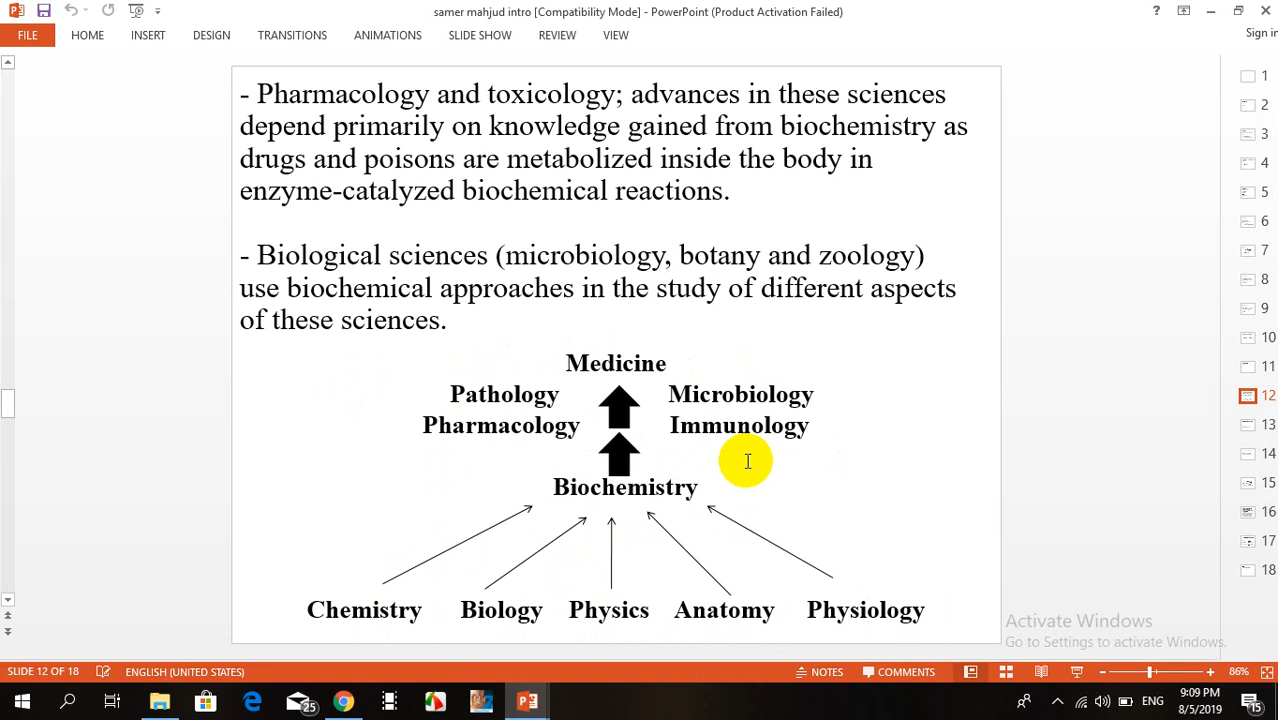 samer mahjud intro [Compatibility Mode] - PowerPoint (Product Activation Failed)
?
FILE HOME INSERT DESIGN TRANSITIONS ANIMATIONS SLIDE SHOW REVIEW VIEW
Sign in
- Pharmacology and toxicology; advances in these sciences
depend primarily on knowledge gained from biochemistry as
drugs and poisons are metabolized inside the body in
enzyme-catalyzed biochemical reactions.
- Biological sciences (microbiology, botany and zoology)
use biochemical approaches in the study of different aspects
of these sciences.
Medicine
Pathology Microbiology
Pharmacology Immunology
Biochemistry
Chemistry Biology Physics Anatomy Physiology
1
2
3
4
5
6
7
8
9
10
11
12
13
14
15
16
17
18
Activate Windows
Go to Settings to activate Windows.
SLIDE 12 OF 18 ENGLISH (UNITED STATES) NOTES COMMENTS 86%
25 ENG 9:09 PM
8/5/2019 15